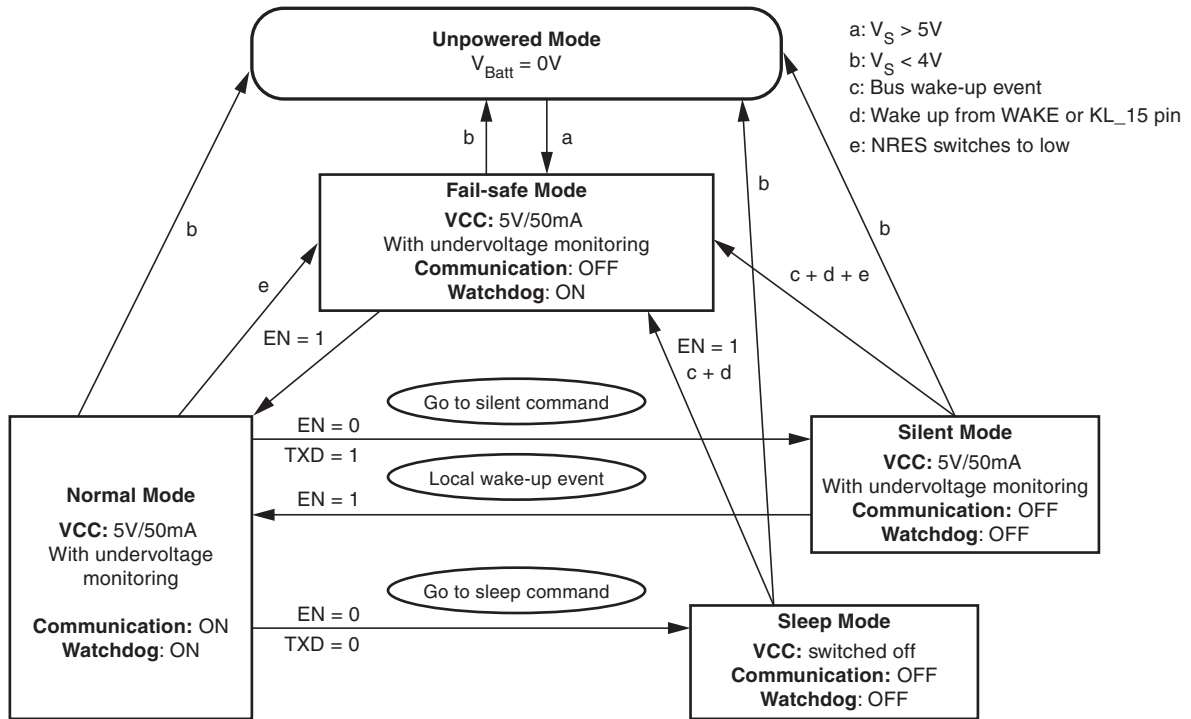 Unpowered Mode
V_Batt = 0V
a: V_S > 5V
b: V_S < 4V
c: Bus wake-up event
d: Wake up from WAKE or KL_15 pin
e: NRES switches to low
b
a
Fail-safe Mode
VCC: 5V/50mA
With undervoltage monitoring
Communication: OFF
Watchdog: ON
b
b
b
e
c + d + e
EN = 1
EN = 1
c + d
Go to silent command
EN = 0
TXD = 1
Local wake-up event
EN = 1
Silent Mode
VCC: 5V/50mA
With undervoltage monitoring
Communication: OFF
Watchdog: OFF
Normal Mode
VCC: 5V/50mA
With undervoltage
monitoring
Communication: ON
Watchdog: ON
Go to sleep command
EN = 0
TXD = 0
Sleep Mode
VCC: switched off
Communication: OFF
Watchdog: OFF